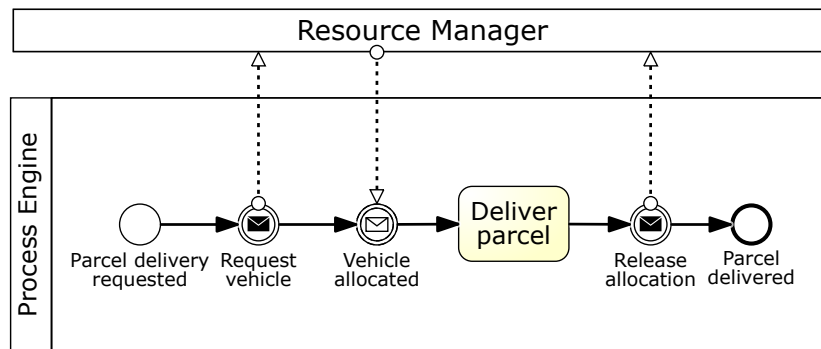 Resource Manager
Process Engine
Parcel delivery
requested
Request
vehicle
Vehicle
allocated
Deliver
parcel
Release
allocation
Parcel
delivered